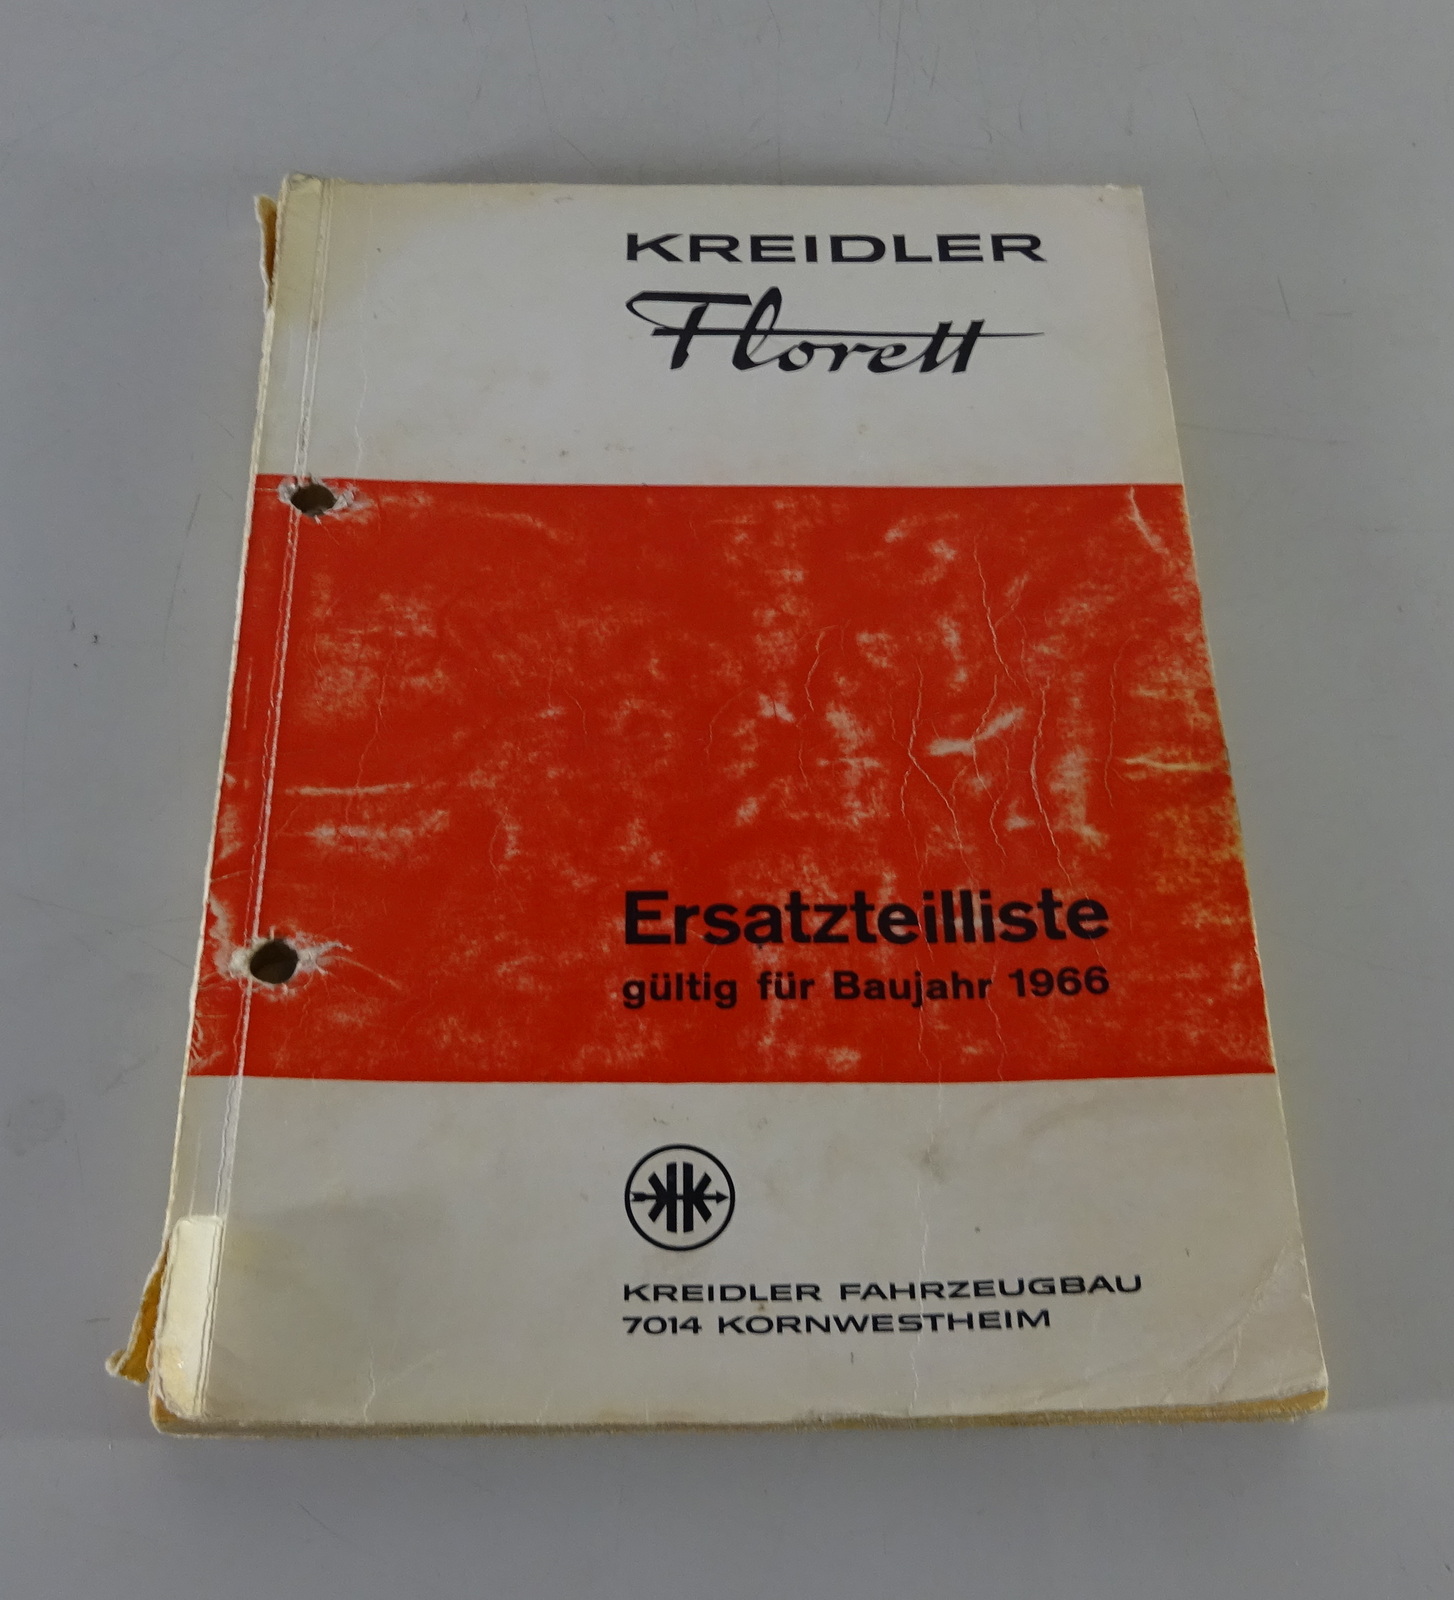 KREIDLER
Florett
Ersatzteilliste
gültig für Baujahr 1966
KREIDLER FAHRZEUGBAU
7014 KORNWESTHEIM